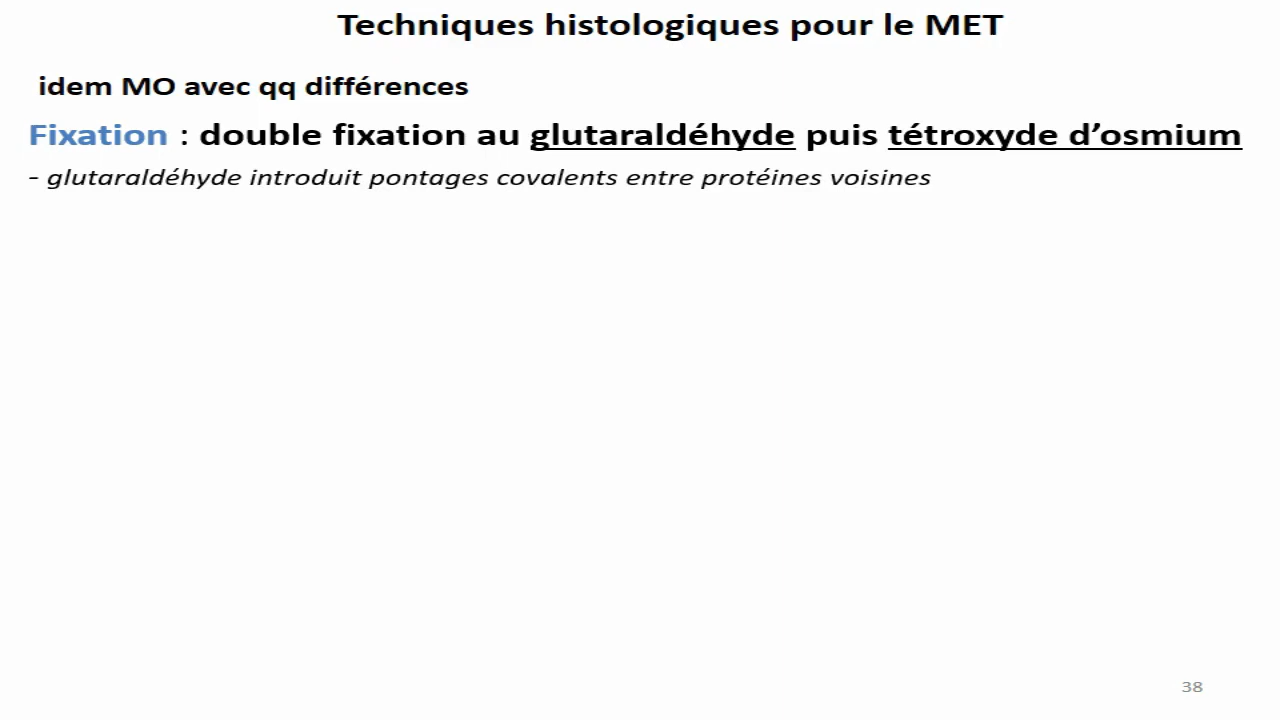 Techniques histologiques pour le MET
idem MO avec qq différences
Fixation : double fixation au glutaraldéhyde puis tétroxyde d’osmium
- glutaraldéhyde introduit pontages covalents entre protéines voisines
38